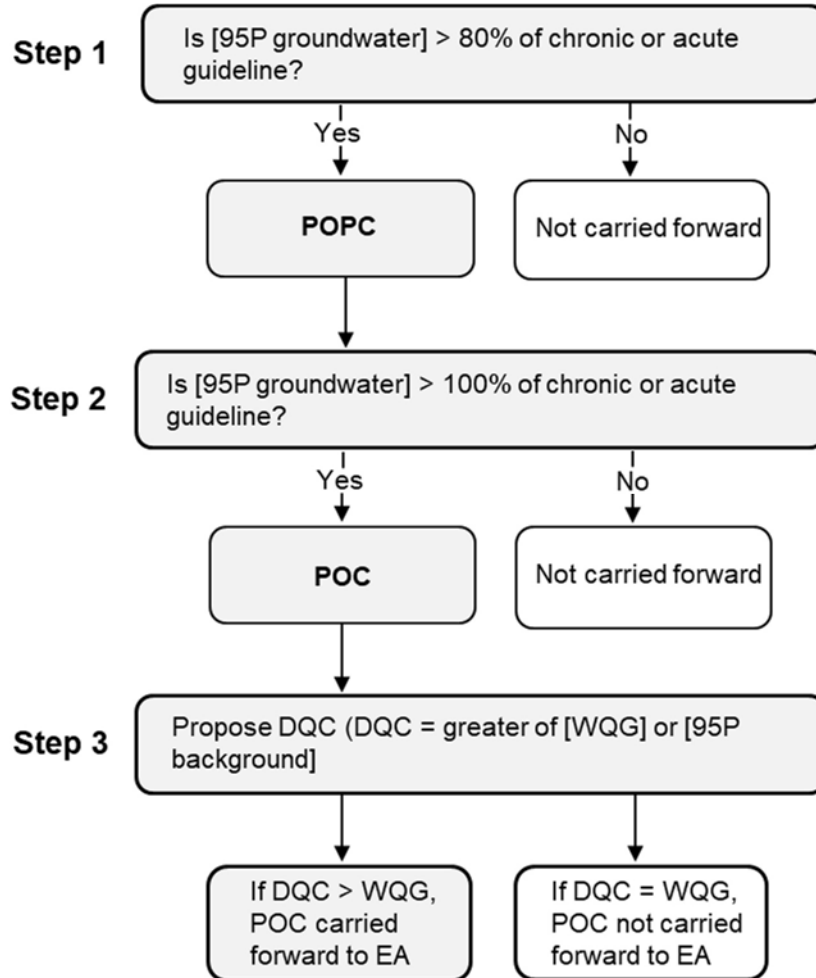 Step 1
Is [95P groundwater] > 80% of chronic or acute
guideline?
Yes
No
POPC
Not carried forward
Step 2
Is [95P groundwater] > 100% of chronic or acute
guideline?
Yes
No
POC
Not carried forward
Step 3
Propose DQC (DQC = greater of [WQG] or [95P
background]
If DQC > WQG,
POC carried
forward to EA
If DQC = WQG,
POC not carried
forward to EA